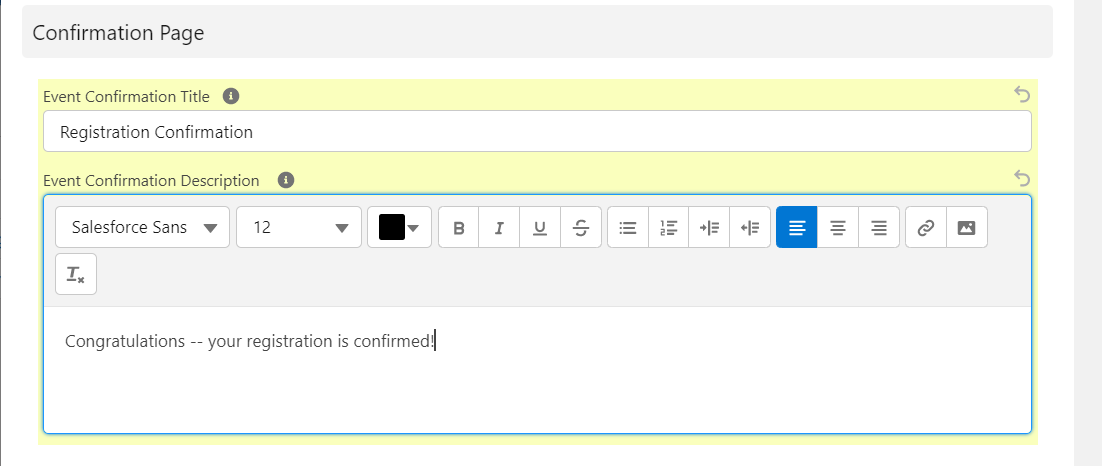 Confirmation Page
Event Confirmation Title
Registration Confirmation
Event Confirmation Description
Salesforce Sans 12 B I U S
Congratulations -- your registration is confirmed!